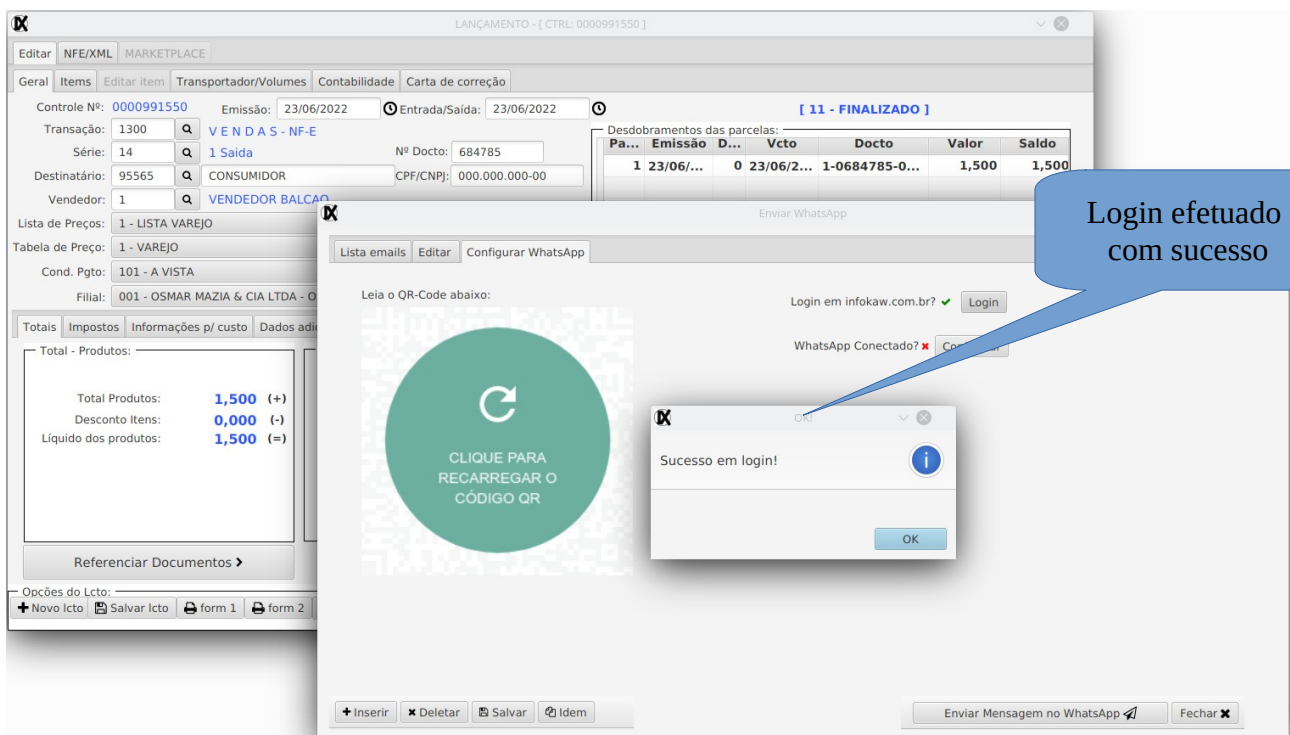 LANÇAMENTO - [ CTRL: 0000991550 ]
Editar NFE/XML MARKETPLACE
Geral Items Editar item Transportador/Volumes Contabilidade Carta de correção
Controle Nº: 0000991550 Emissão: 23/06/2022 Entrada/Saída: 23/06/2022 [ 11 - FINALIZADO ]
Transação: 1300 V E N D A S - NF-E
Desdobramentos das parcelas:
Pa... Emissão D... Vcto Docto Valor Saldo
1 23/06/... 0 23/06/2... 1-0684785-0... 1,500 1,500
Série: 14 1 Saida Nº Docto: 684785
Destinatário: 95565 CONSUMIDOR CPF/CNPJ: 000.000.000-00
Vendedor: 1 VENDEDOR BALCAO
Lista de Preços: 1 - LISTA VAREJO
Tabela de Preço: 1 - VAREJO
Cond. Pgto: 101 - A VISTA
Filial: 001 - OSMAR MAZIA & CIA LTDA - O
Totais Impostos Informações p/ custo Dados adi
Total - Produtos:
Total Produtos: 1,500 (+)
Desconto Itens: 0,000 (-)
Líquido dos produtos: 1,500 (=)
Referenciar Documentos
Opções do Lcto:
Novo lcto Salvar lcto form 1 form 2
Enviar WhatsApp
Lista emails Editar Configurar WhatsApp
Leia o QR-Code abaixo:
Login em infokaw.com.br? Login
WhatsApp Conectado?
CLIQUE PARA
RECARREGAR O
CÓDIGO QR
OK!
Sucesso em login!
OK
Inserir Deletar Salvar Idem
Enviar Mensagem no WhatsApp Fechar
Login efetuado
com sucesso